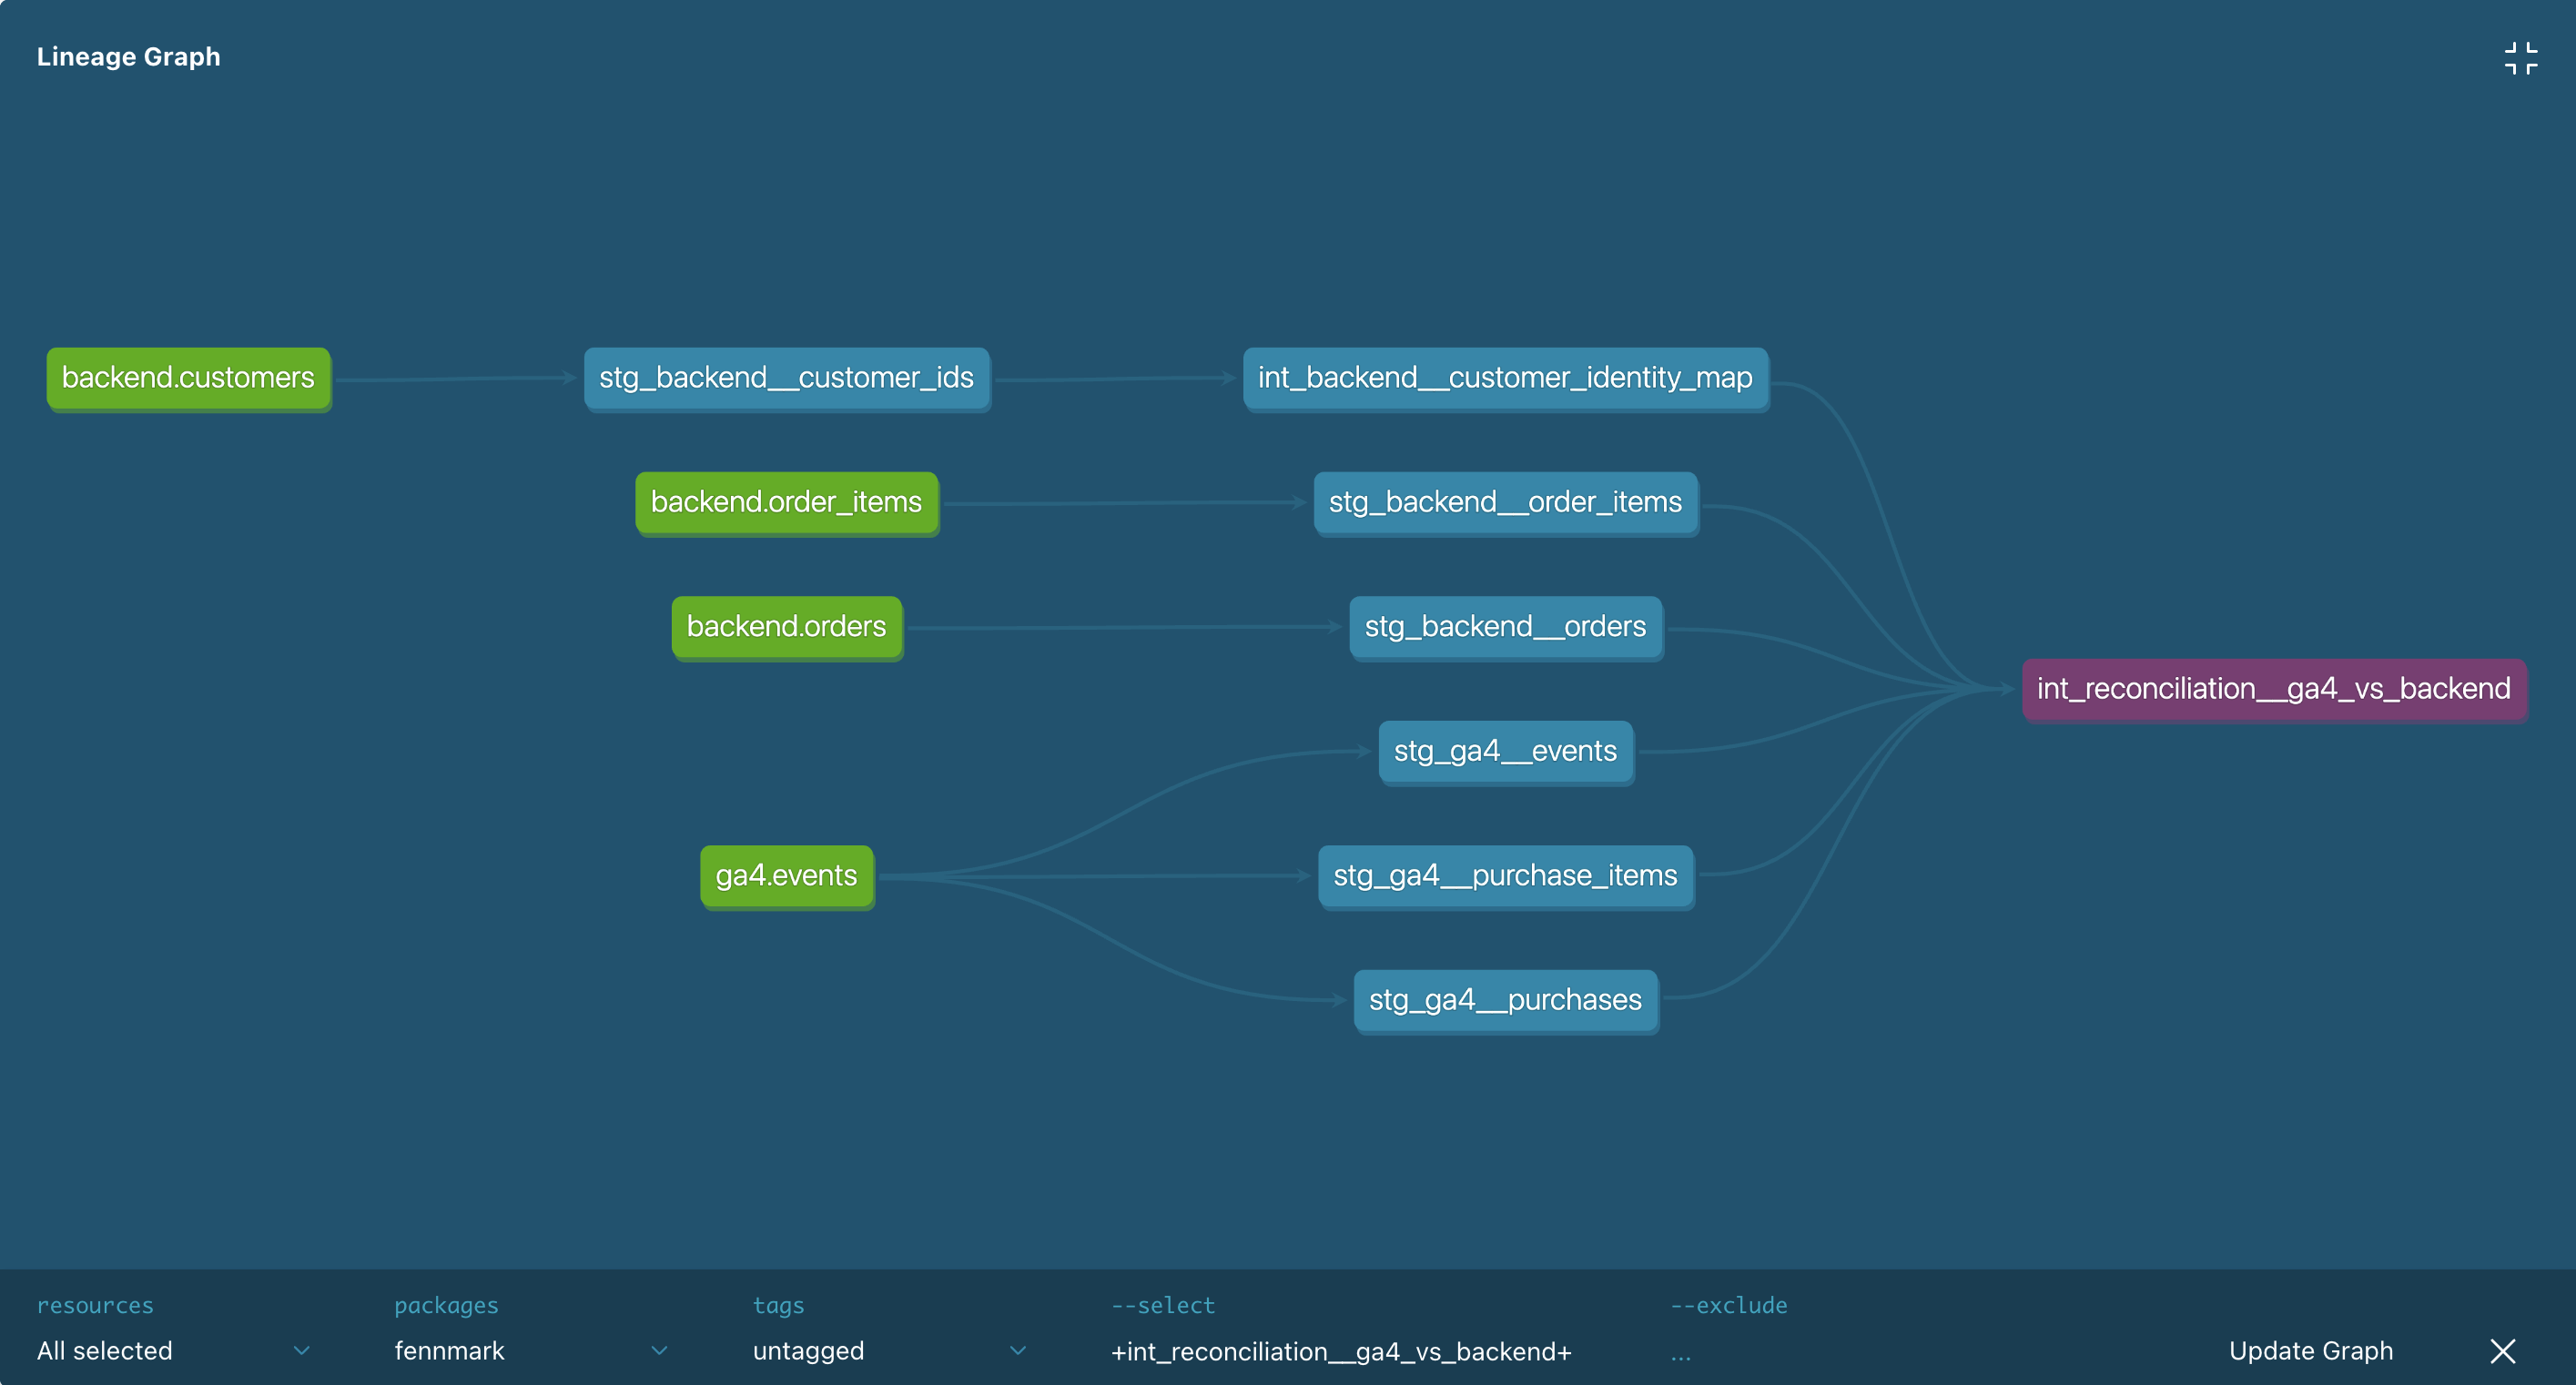 Lineage Graph
backend.customers
stg_backend__customer_ids
int_backend__customer_identity_map
backend.order_items
stg_backend__order_items
backend.orders
stg_backend__orders
int_reconciliation__ga4_vs_backend
stg_ga4__events
ga4.events
stg_ga4__purchase_items
stg_ga4__purchases
resources
packages
tags
--select
--exclude
All selected
fennmark
untagged
+int_reconciliation__ga4_vs_backend+
...
Update Graph